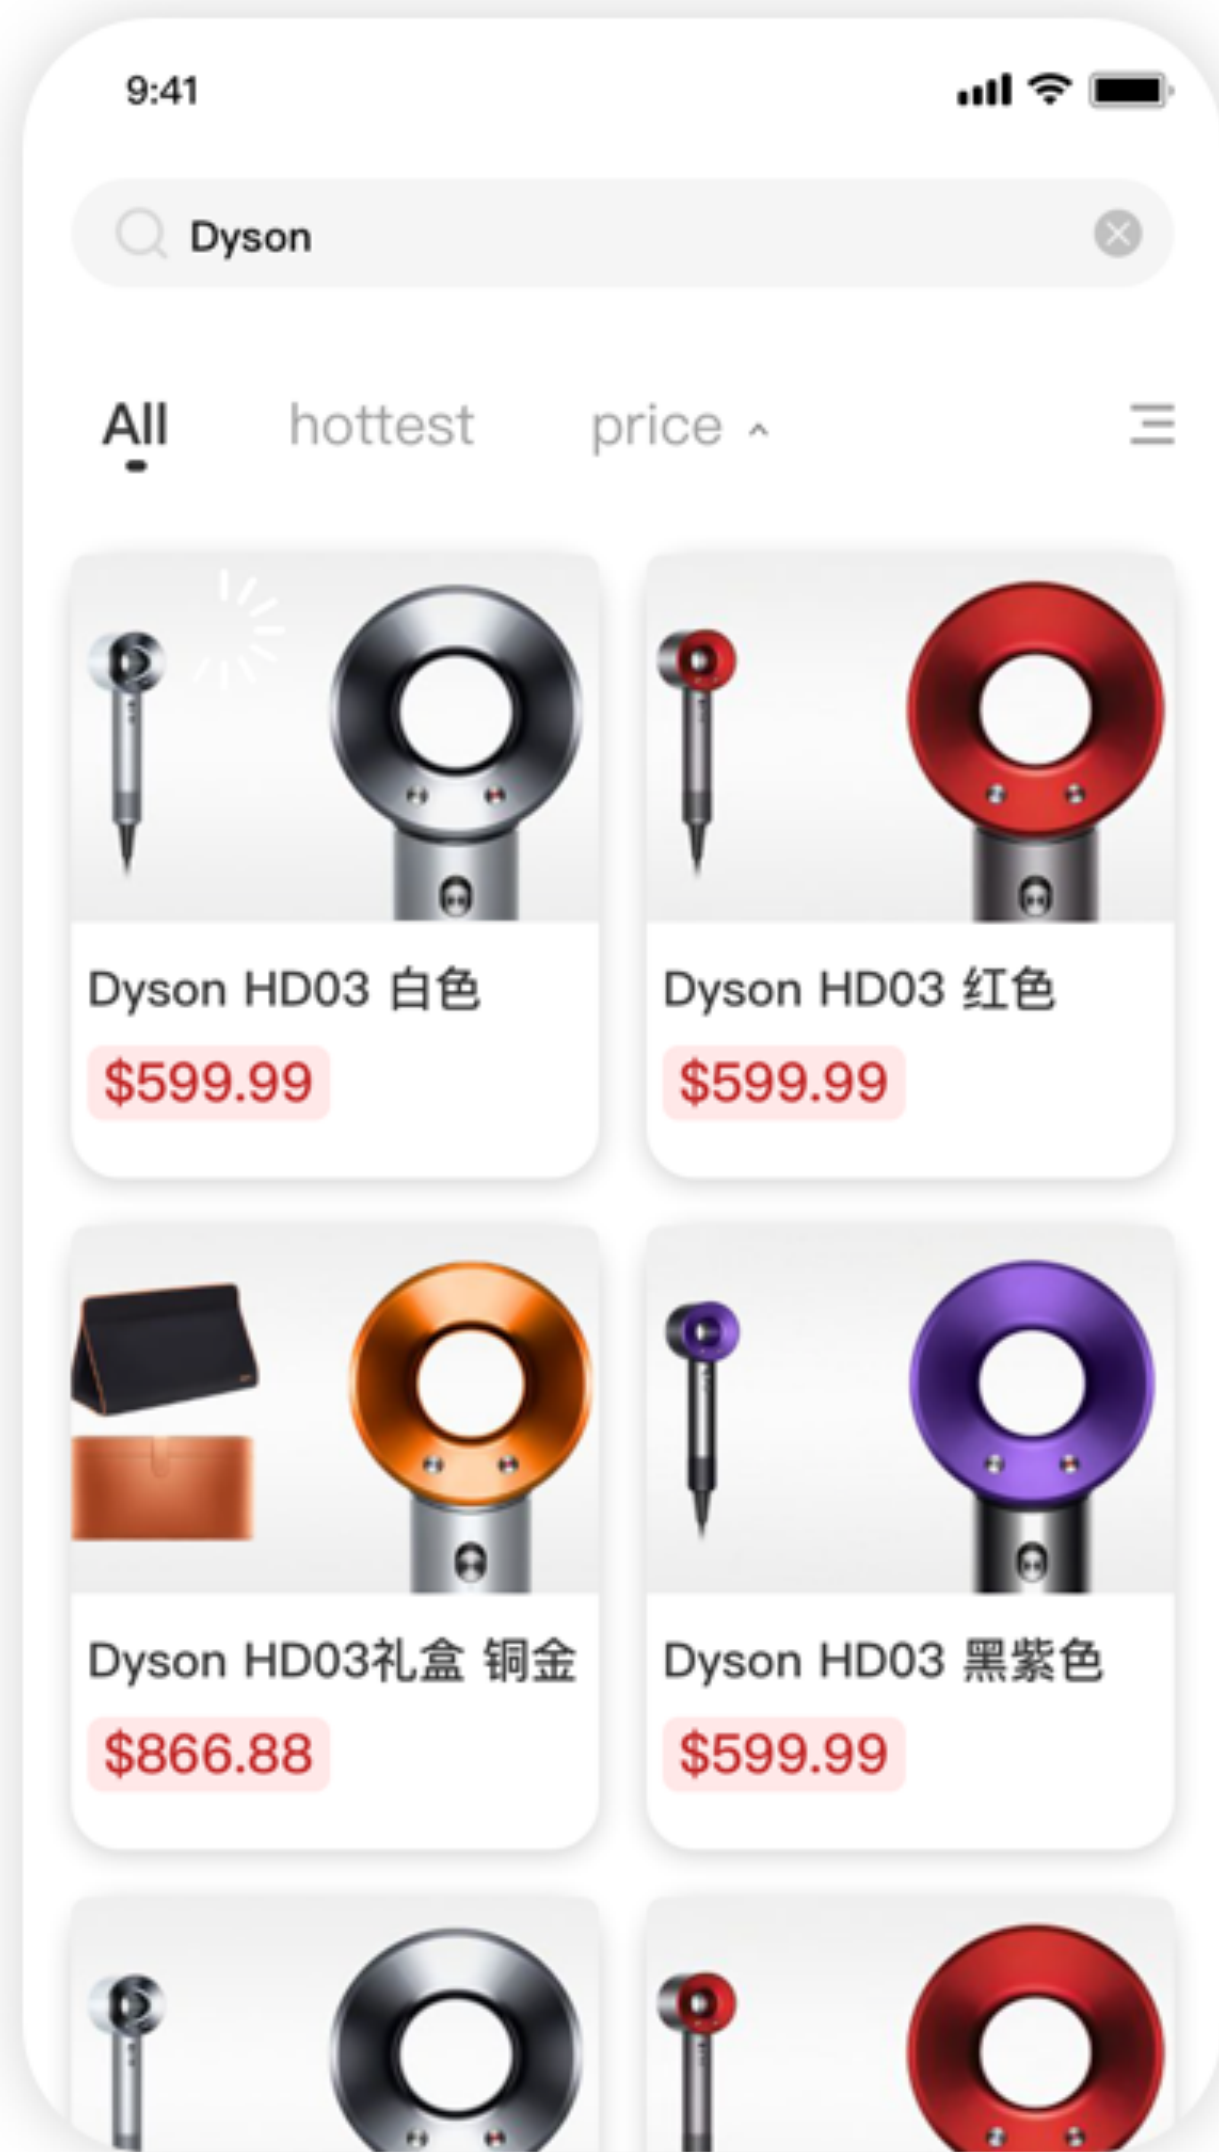 9:41
Dyson
All hottest price
Dyson HD03 白色
$599.99
Dyson HD03 红色
$599.99
Dyson HD03礼盒 铜金
$866.88
Dyson HD03 黑紫色
$599.99